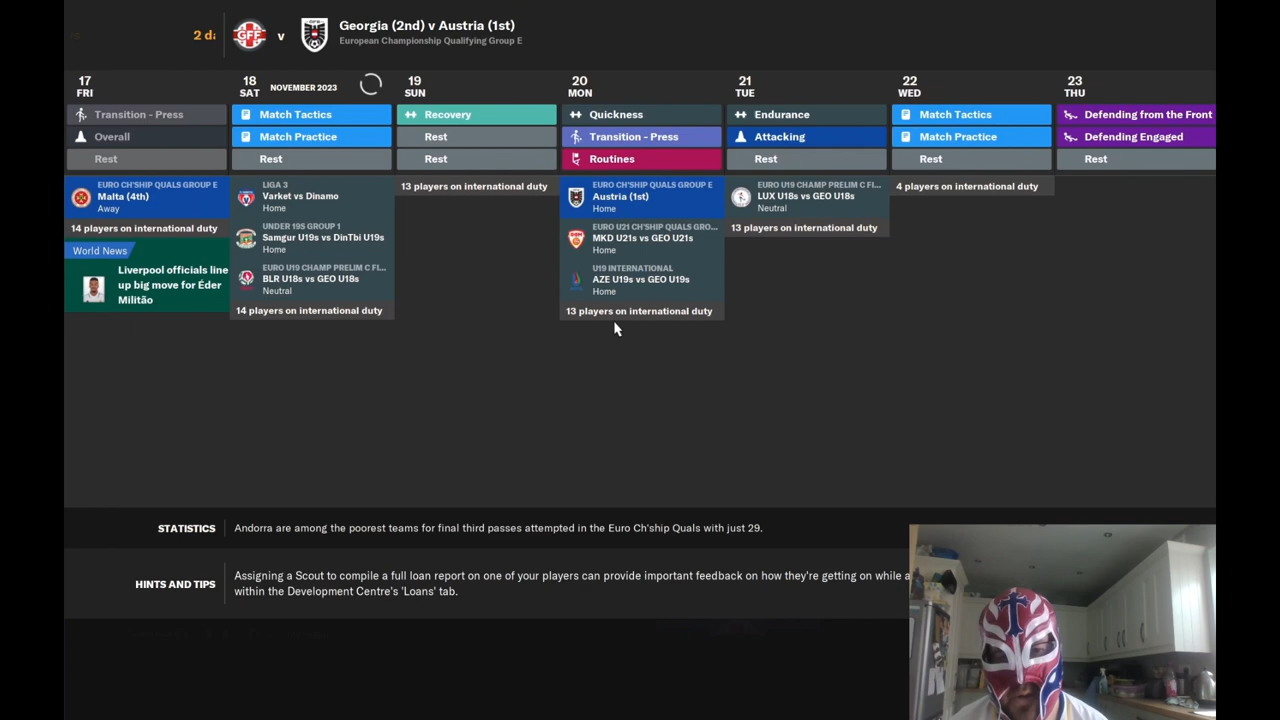 2 da
GFF
v
Georgia (2nd) v Austria (1st)
European Championship Qualifying Group E
17
FRI
18
SAT
NOVEMBER 2023
19
SUN
20
MON
21
TUE
22
WED
23
THU
Transition - Press
Match Tactics
Recovery
Quickness
Endurance
Match Tactics
Defending from the Front
Overall
Match Practice
Rest
Transition - Press
Attacking
Match Practice
Defending Engaged
Rest
Rest
Rest
Routines
Rest
Rest
Rest
EURO CH'SHIP QUALS GROUP E
Malta (4th)
Away
14 players on international duty
World News
Liverpool officials line
up big move for Éder
Militão
LIGA 3
Varket vs Dinamo
Home
UNDER 19S GROUP 1
Samgur U19s vs DinTbi U19s
Home
EURO U19 CHAMP PRELIM C FI...
BLR U18s vs GEO U18s
Neutral
14 players on international duty
13 players on international duty
EURO CH'SHIP QUALS GROUP E
Austria (1st)
Home
EURO U21 CH'SHIP QUALS GRO...
MKD U21s vs GEO U21s
Home
U19 INTERNATIONAL
AZE U19s vs GEO U19s
Home
13 players on international duty
EURO U19 CHAMP PRELIM C FI...
LUX U18s vs GEO U18s
Neutral
13 players on international duty
4 players on international duty
STATISTICS
Andorra are among the poorest teams for final third passes attempted in the Euro Ch'ship Quals with just 29.
HINTS AND TIPS
Assigning a Scout to compile a full loan report on one of your players can provide important feedback on how they're getting on while a
within the Development Centre's 'Loans' tab.